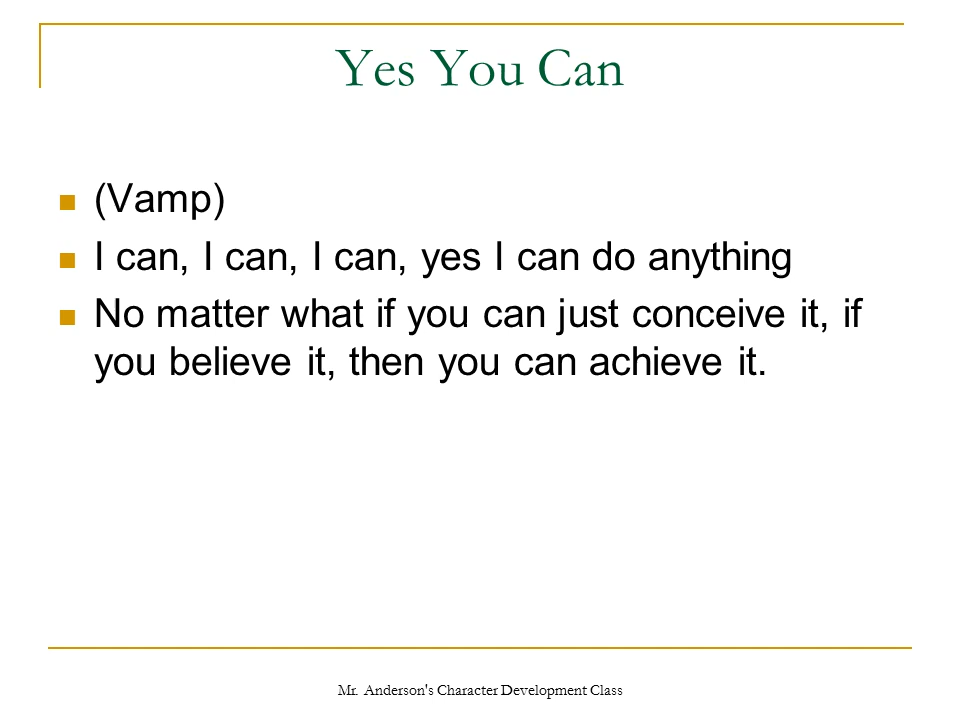 Yes You Can
(Vamp)
I can, I can, I can, yes I can do anything
No matter what if you can just conceive it, if
you believe it, then you can achieve it.
Mr. Anderson's Character Development Class